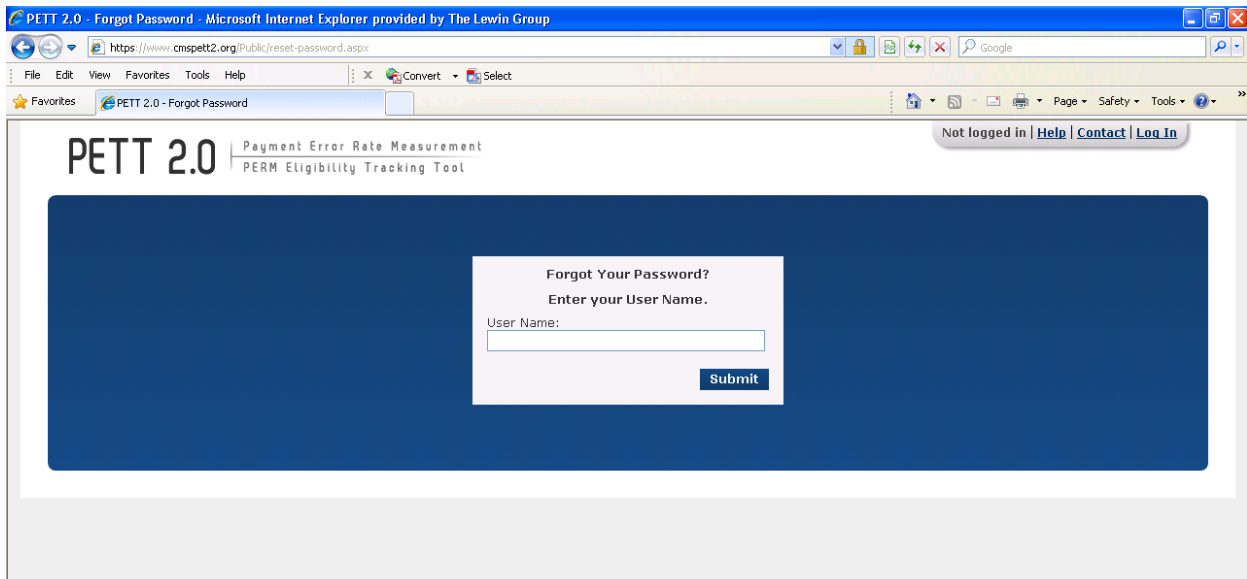 PETT 2.0 - Forgot Password - Microsoft Internet Explorer provided by The Lewin Group
https://www.cmspett2.org/Public/reset-password.aspx
Google
File Edit View Favorites Tools Help
X Convert Select
Favorites
PETT 2.0 - Forgot Password
Page Safety Tools
»
Not logged in | Help | Contact | Log In
PETT 2.0
Payment Error Rate Measurement
PERM Eligibility Tracking Tool
Forgot Your Password?
Enter your User Name.
User Name:
Submit